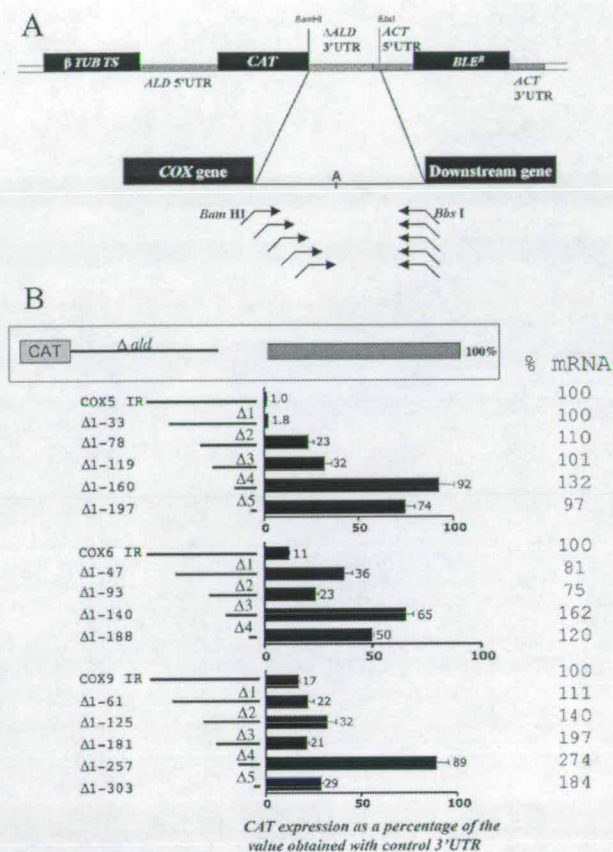 A
BamHI
BbsI
ΔALD 3'UTR
ACT 5'UTR
β TUB TS
CAT
BLE^R
ALD 5'UTR
ACT 3'UTR
A
COX gene
Downstream gene
Bam HI
Bbs I
B
CAT
Δ ald
100%
% mRNA
COX5 IR 1.0 100
Δ1-33 Δ1 1.8 100
Δ1-78 Δ2 23 110
Δ1-119 Δ3 32 101
Δ1-160 Δ4 92 132
Δ1-197 Δ5 74 97
0 50 100
COX6 IR 11 100
Δ1-47 Δ1 36 81
Δ1-93 Δ2 23 75
Δ1-140 Δ3 65 162
Δ1-188 Δ4 50 120
0 50 100
COX9 IR 17 100
Δ1-61 Δ1 22 111
Δ1-125 Δ2 32 140
Δ1-181 Δ3 21 197
Δ1-257 Δ4 89 274
Δ1-303 Δ5 29 184
0 50 100
CAT expression as a percentage of the
value obtained with control 3'UTR